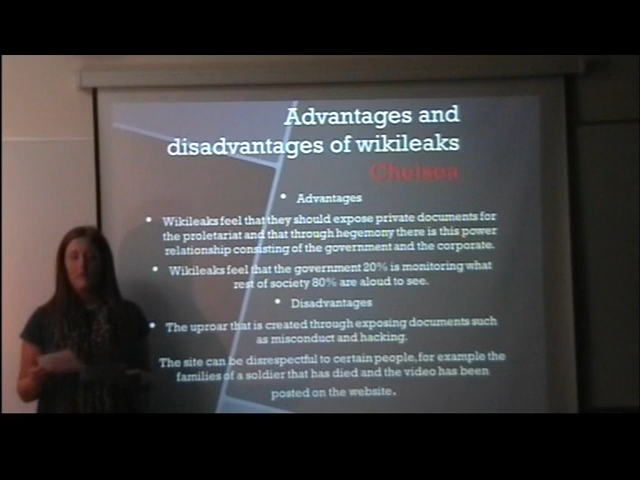 Advantages and
disadvantages of wikileaks
Chelsea
• Advantages
• Wikileaks feel that they should expose private documents for
the proletariat and that through hegemony there is this power
relationship consisting of the government and the corporate.
• Wikileaks feel that the government 20% is monitoring what
rest of society 80% are aloud to see.
• Disadvantages
• The uproar that is created through exposing documents such
as misconduct and hacking.
The site can be disrespectful to certain people, for example the
families of a soldier that has died and the video has been
posted on the website.